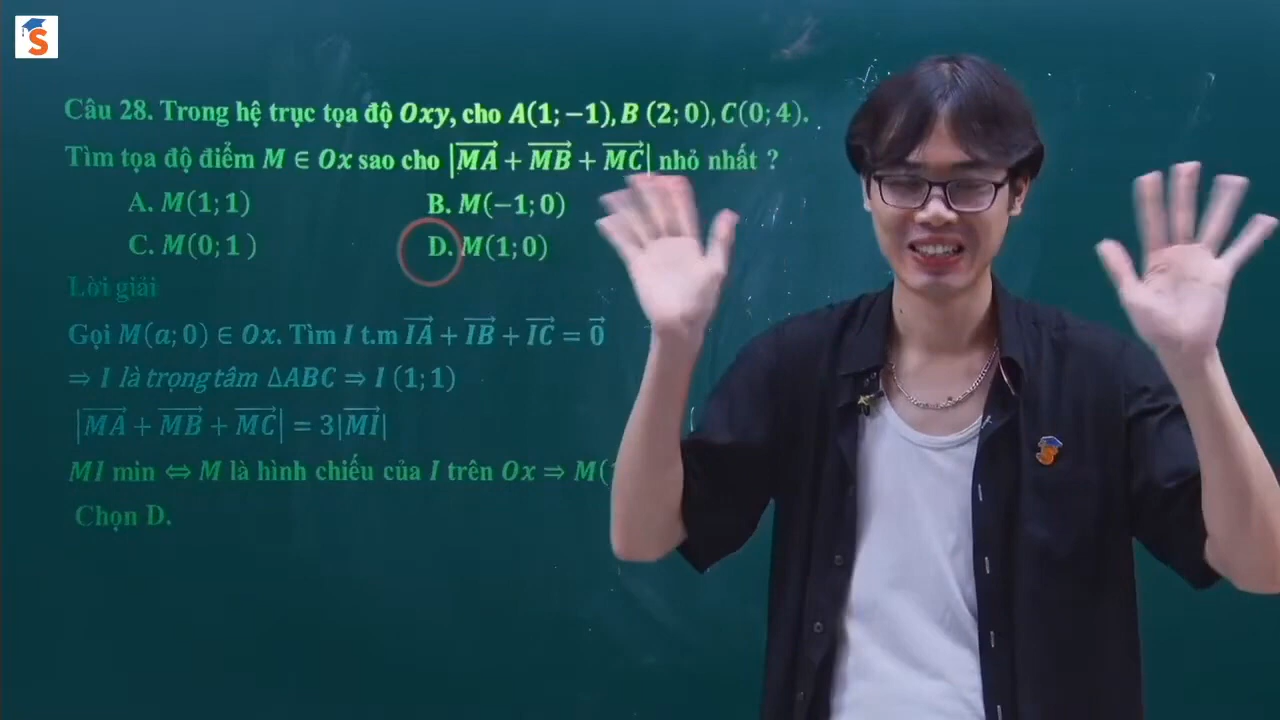 S
Câu 28. Trong hệ trục tọa độ Oxy, cho A(1;−1), B (2; 0), C(0; 4).
Tìm tọa độ điểm M ∈ Ox sao cho |MA⃗ + MB⃗ + MC⃗| nhỏ nhất ?
A. M(1; 1) B. M(−1; 0)
C. M(0; 1 ) D. M(1; 0)
Lời giải
Gọi M(a; 0) ∈ Ox. Tìm I t.m IA⃗ + IB⃗ + IC⃗ = 0⃗
⇒ I là trọng tâm ΔABC ⇒ I (1; 1)
|MA⃗ + MB⃗ + MC⃗| = 3|MI⃗|
MI min ⇔ M là hình chiếu của I trên Ox ⇒ M(
Chọn D.